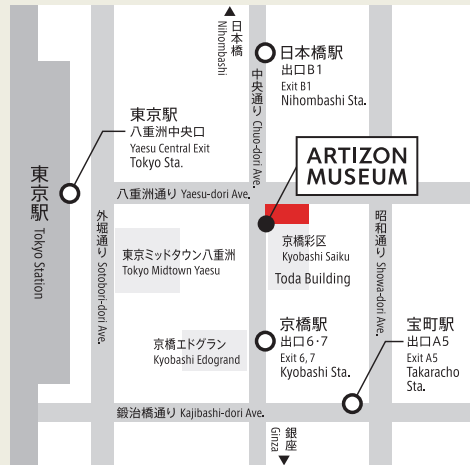 日本橋
Nihombashi
日本橋駅
出口B1
Exit B1
Nihombashi Sta.
中央通り Chuo-dori Ave.
東京駅
八重洲中央口
Yaesu Central Exit
Tokyo Sta.
ARTIZON
MUSEUM
東京駅 Tokyo Station
八重洲通り Yaesu-dori Ave.
外堀通り Sotobori-dori Ave.
東京ミッドタウン八重洲
Tokyo Midtown Yaesu
京橋彩区
Kyobashi Saiku
Toda Building
昭和通り Showa-dori Ave.
京橋エドグラン
Kyobashi Edogrand
京橋駅
出口6・7
Exit 6, 7
Kyobashi Sta.
宝町駅
出口A5
Exit A5
Takaracho
Sta.
鍛治橋通り Kajibashi-dori Ave.
銀座
Ginza